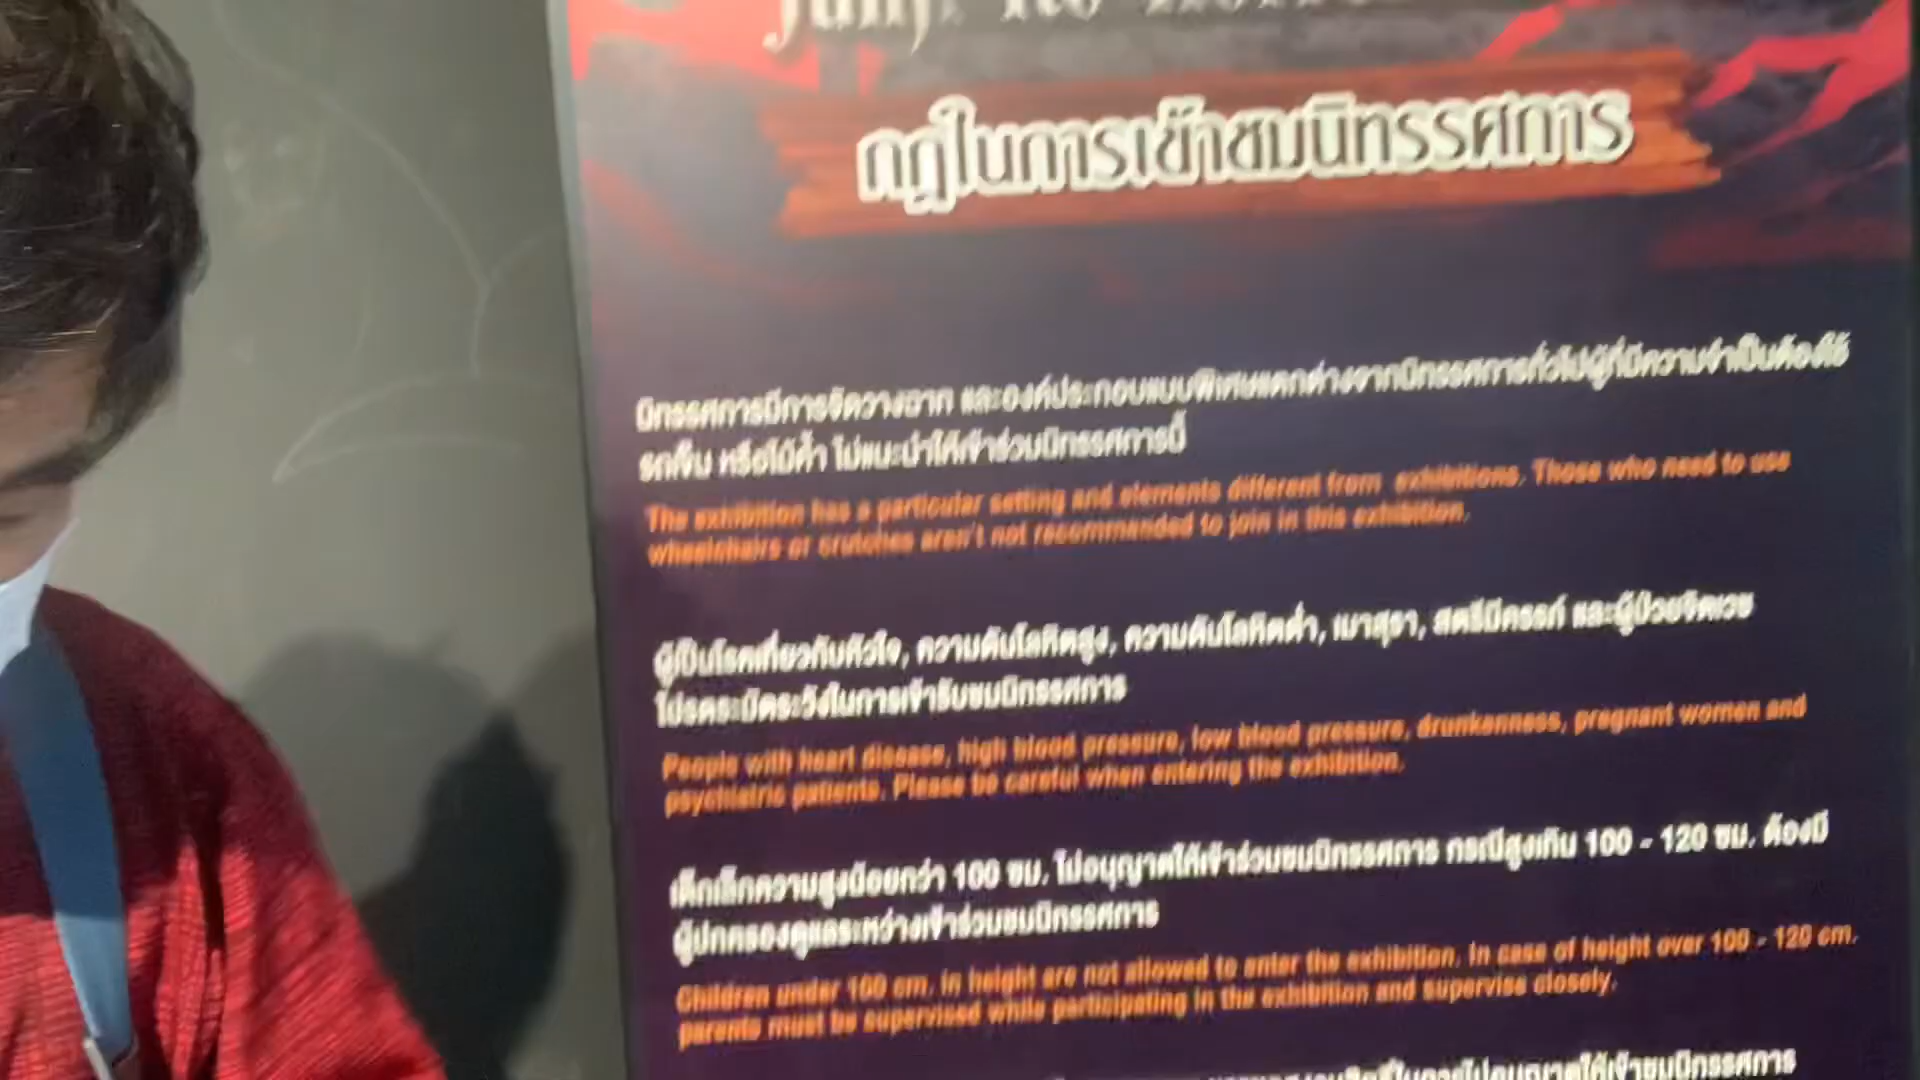 กฎในการเข้าชมนิทรรศการ
นิทรรศการมีการจัดวางฉาก และองค์ประกอบแบบพิเศษแตกต่างจากนิทรรศการทั่วไปผู้ที่มีความจำเป็นต้องใช้
รถเข็น หรือไม้ค้ำ ไม่แนะนำให้เข้าร่วมนิทรรศการนี้
The exhibition has a particular setting and elements different from exhibitions. Those who need to use
wheelchairs or crutches aren't not recommended to join in this exhibition.
ผู้เป็นโรคเกี่ยวกับหัวใจ, ความดันโลหิตสูง, ความดันโลหิตต่ำ, เมาสุรา, สตรีมีครรภ์ และผู้ป่วยจิตเวช
โปรดระมัดระวังในการเข้ารับชมนิทรรศการ
People with heart disease, high blood pressure, low blood pressure, drunkenness, pregnant women and
psychiatric patients. Please be careful when entering the exhibition.
เด็กเล็กความสูงน้อยกว่า 100 ซม. ไม่อนุญาตให้เข้าร่วมชมนิทรรศการ กรณีสูงเกิน 100 - 120 ซม. ต้องมี
ผู้ปกครองดูแลระหว่างเข้าร่วมชมนิทรรศการ
Children under 100 cm. in height are not allowed to enter the exhibition. In case of height over 100 - 120 cm.
parents must be supervised while participating in the exhibition and supervise closely.